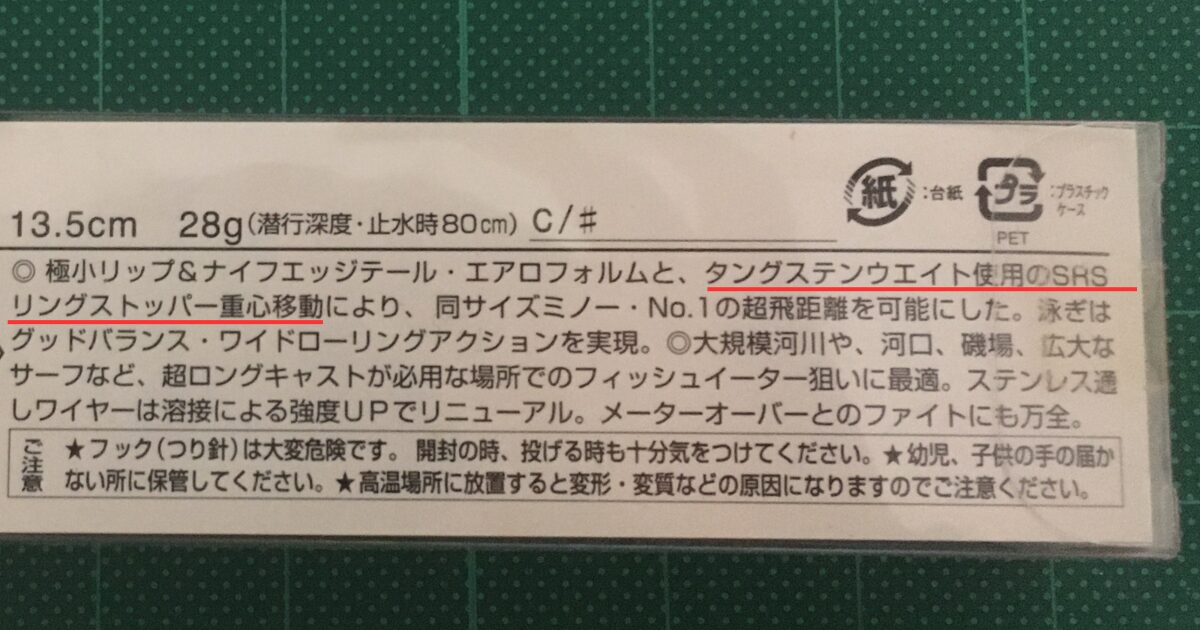 紙:台紙 プラ:プラスチックケース
PET
13.5cm 28g(潜行深度・止水時80cm) C/#
◎ 極小リップ&ナイフエッジテール・エアロフォルムと、タングステンウエイト使用のSRS
リングストッパー重心移動により、同サイズミノー・No.1の超飛距離を可能にした。泳ぎは
グッドバランス・ワイドローリングアクションを実現。◎大規模河川や、河口、磯場、広大な
サーフなど、超ロングキャストが必用な場所でのフィッシュイーター狙いに最適。ステンレス通
しワイヤーは溶接による強度UPでリニューアル。メーターオーバーとのファイトにも万全。
ご注意 ★フック(つり針)は大変危険です。開封の時、投げる時も十分気をつけてください。★幼児、子供の手の届か
ない所に保管してください。★高温場所に放置すると変形・変質などの原因になりますのでご注意ください。